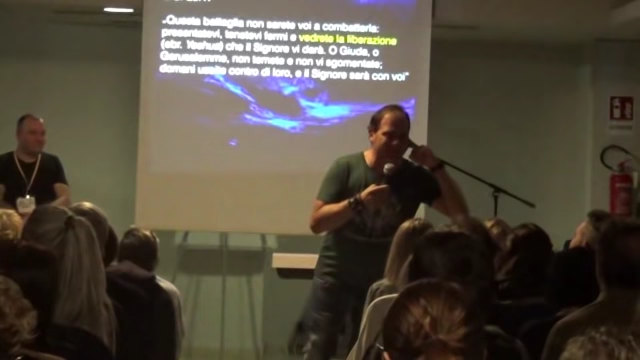 „Questa battaglia non sarete voi a combatterla:
presentatevi, tenetevi fermi e vedrete la liberazione
(ebr. Yeshua) che il Signore vi darà. O Giuda, o
Gerusalemme, non temete e non vi sgomentate;
domani uscite contro di loro, e il Signore sarà con voi"